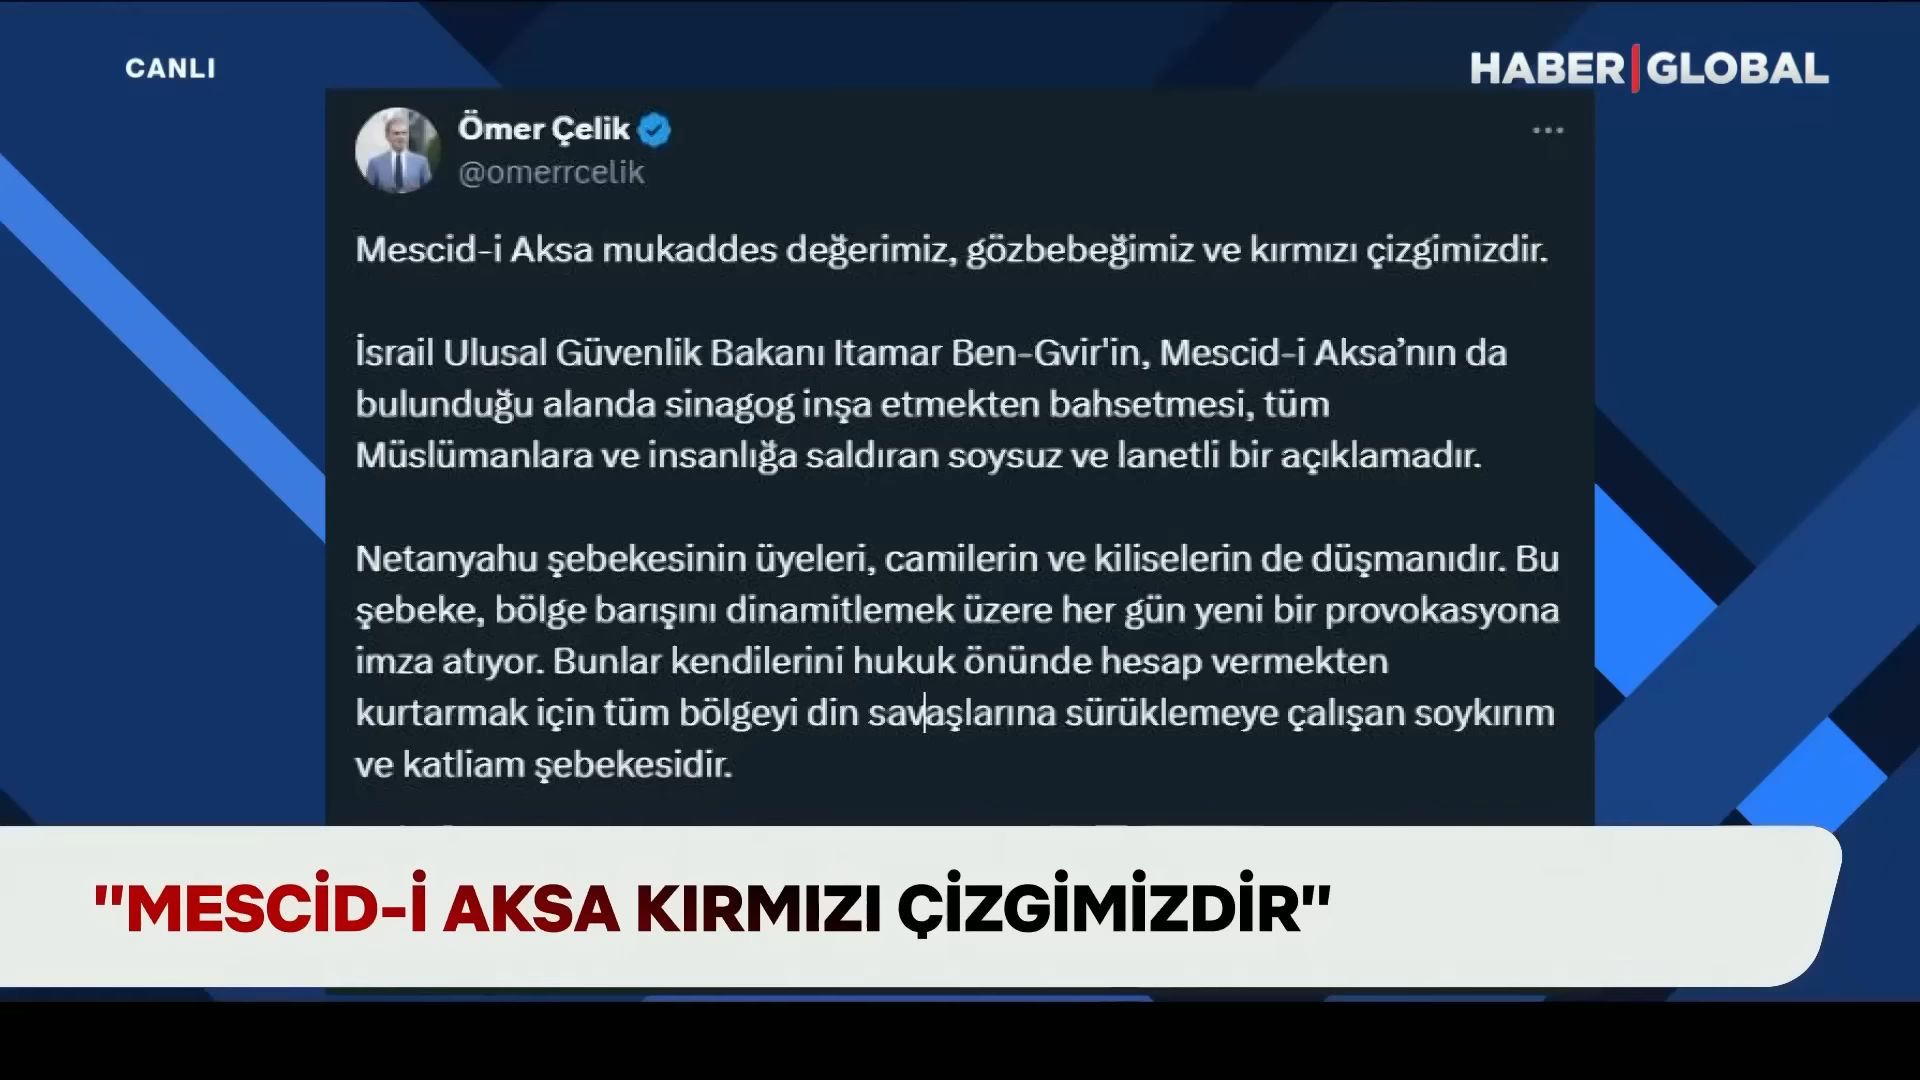 CANLI
HABER GLOBAL
Ömer Çelik
@omerrcelik
Mescid-i Aksa mukaddes değerimiz, gözbebeğimiz ve kırmızı çizgimizdir.
İsrail Ulusal Güvenlik Bakanı Itamar Ben-Gvir'in, Mescid-i Aksa’nın da
bulunduğu alanda sinagog inşa etmekten bahsetmesi, tüm
Müslümanlara ve insanlığa saldıran soysuz ve lanetli bir açıklamadır.
Netanyahu şebekesinin üyeleri, camilerin ve kiliselerin de düşmanıdır. Bu
şebeke, bölge barışını dinamitlemek üzere her gün yeni bir provokasyona
imza atıyor. Bunlar kendilerini hukuk önünde hesap vermekten
kurtarmak için tüm bölgeyi din savaşlarına sürüklemeye çalışan soykırım
ve katliam şebekesidir.
"MESCİD-İ AKSA KIRMIZI ÇİZGİMİZDİR"